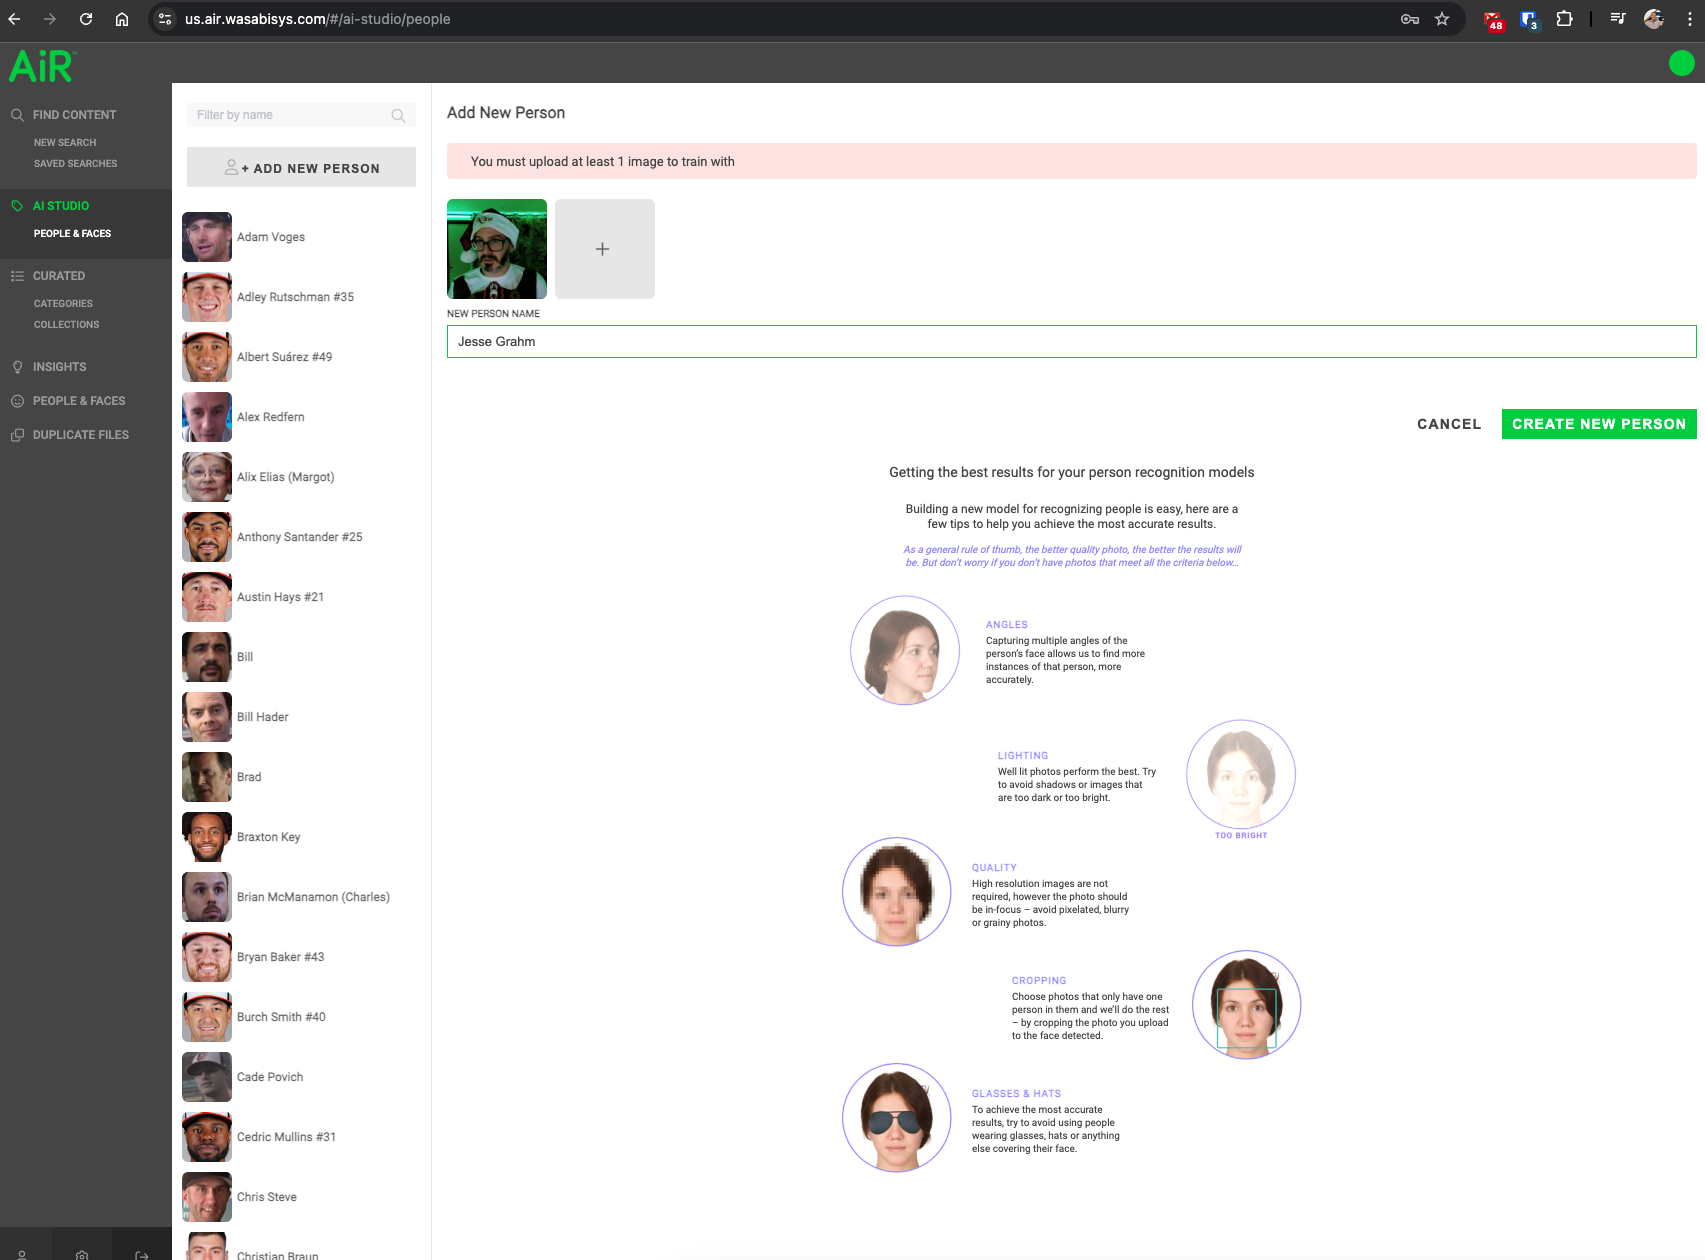 us.air.wasabisys.com/#/ai-studio/people
48
3
AiR™
FIND CONTENT
NEW SEARCH
SAVED SEARCHES
AI STUDIO
PEOPLE & FACES
CURATED
CATEGORIES
COLLECTIONS
INSIGHTS
PEOPLE & FACES
DUPLICATE FILES
Filter by name
+ ADD NEW PERSON
Adam Voges
Adley Rutschman #35
Albert Suárez #49
Alex Redfern
Alix Elias (Margot)
Anthony Santander #25
Austin Hays #21
Bill
Bill Hader
Brad
Braxton Key
Brian McManamon (Charles)
Bryan Baker #43
Burch Smith #40
Cade Povich
Cedric Mullins #31
Chris Steve
Christian Braun
Add New Person
You must upload at least 1 image to train with
NEW PERSON NAME
Jesse Grahm
CANCEL
CREATE NEW PERSON
Getting the best results for your person recognition models
Building a new model for recognizing people is easy, here are a
few tips to help you achieve the most accurate results.
As a general rule of thumb, the better quality photo, the better the results will
be. But don't worry if you don't have photos that meet all the criteria below...
ANGLES
Capturing multiple angles of the
person's face allows us to find more
instances of that person, more
accurately.
LIGHTING
Well lit photos perform the best. Try
to avoid shadows or images that
are too dark or too bright.
TOO BRIGHT
QUALITY
High resolution images are not
required, however the photo should
be in-focus – avoid pixelated, blurry
or grainy photos.
CROPPING
Choose photos that only have one
person in them and we'll do the rest
– by cropping the photo you upload
to the face detected.
GLASSES & HATS
To achieve the most accurate
results, try to avoid using people
wearing glasses, hats or anything
else covering their face.